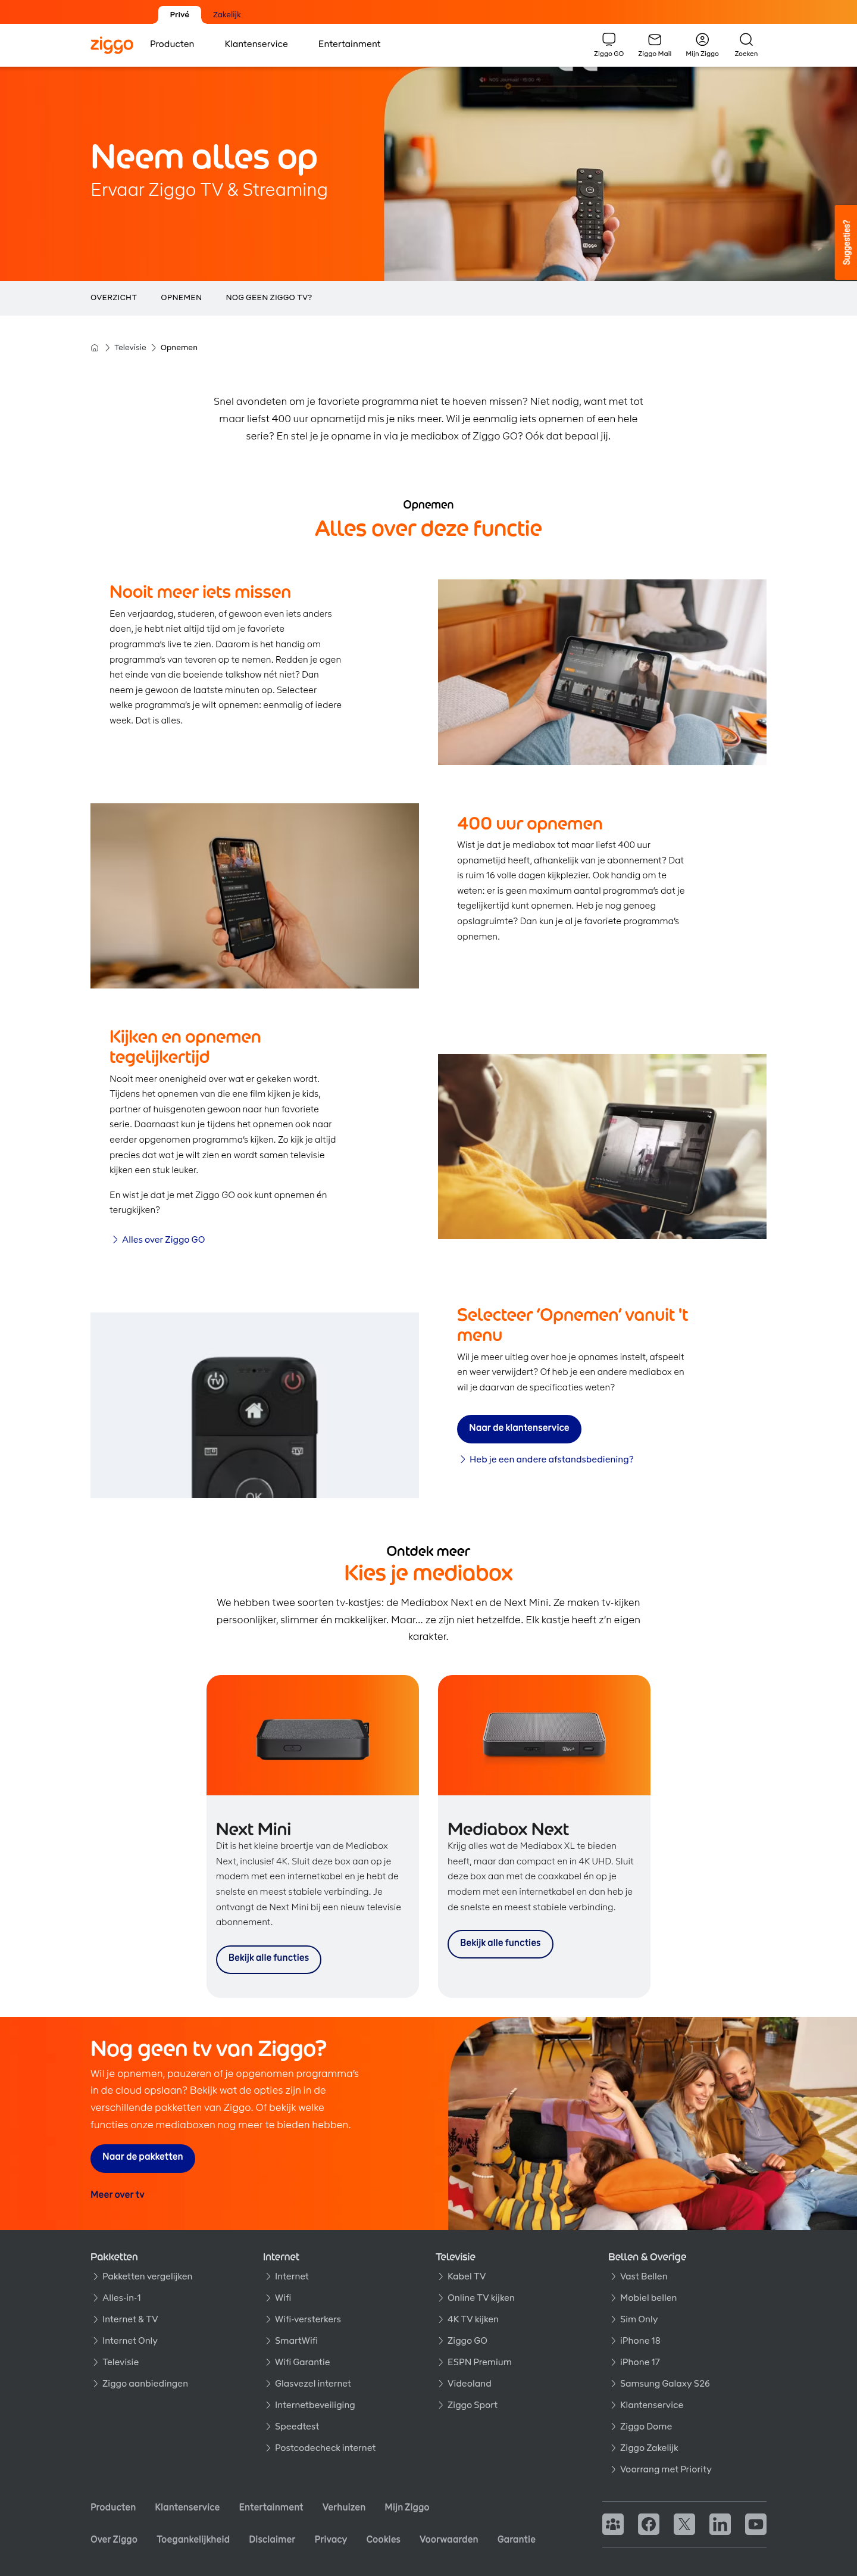 Privé
Zakelijk
ziggo
Producten
Klantenservice
Entertainment
Ziggo GO
Ziggo Mail
Mijn Ziggo
Zoeken
Neem alles op
Ervaar Ziggo TV & Streaming
Suggesties?
OVERZICHT
OPNEMEN
NOG GEEN ZIGGO TV?
Televisie
Opnemen
Snel avondeten om je favoriete programma niet te hoeven missen? Niet nodig, want met tot
maar liefst 400 uur opnametijd mis je niks meer. Wil je eenmalig iets opnemen of een hele
serie? En stel je je opname in via je mediabox of Ziggo GO? Oók dat bepaal jij.
Opnemen
Alles over deze functie
Nooit meer iets missen
Een verjaardag, studeren, of gewoon even iets anders
doen, je hebt niet altijd tijd om je favoriete
programma's live te zien. Daarom is het handig om
programma's van tevoren op te nemen. Redden je ogen
het einde van die boeiende talkshow nét niet? Dan
neem je gewoon de laatste minuten op. Selecteer
welke programma's je wilt opnemen: eenmalig of iedere
week. Dat is alles.
400 uur opnemen
Wist je dat je mediabox tot maar liefst 400 uur
opnametijd heeft, afhankelijk van je abonnement? Dat
is ruim 16 volle dagen kijkplezier. Ook handig om te
weten: er is geen maximum aantal programma's dat je
tegelijkertijd kunt opnemen. Heb je nog genoeg
opslagruimte? Dan kun je al je favoriete programma's
opnemen.
Kijken en opnemen
tegelijkertijd
Nooit meer onenigheid over wat er gekeken wordt.
Tijdens het opnemen van die ene film kijken je kids,
partner of huisgenoten gewoon naar hun favoriete
serie. Daarnaast kun je tijdens het opnemen ook naar
eerder opgenomen programma's kijken. Zo kijk je altijd
precies dat wat je wilt zien en wordt samen televisie
kijken een stuk leuker.
En wist je dat je met Ziggo GO ook kunt opnemen én
terugkijken?
Alles over Ziggo GO
TV
OK
Selecteer 'Opnemen' vanuit 't
menu
Wil je meer uitleg over hoe je opnames instelt, afspeelt
en weer verwijdert? Of heb je een andere mediabox en
wil je daarvan de specificaties weten?
Naar de klantenservice
Heb je een andere afstandsbediening?
Ontdek meer
Kies je mediabox
We hebben twee soorten tv-kastjes: de Mediabox Next en de Next Mini. Ze maken tv-kijken
persoonlijker, slimmer én makkelijker. Maar... ze zijn niet hetzelfde. Elk kastje heeft z'n eigen
karakter.
Next Mini
Dit is het kleine broertje van de Mediabox
Next, inclusief 4K. Sluit deze box aan op je
modem met een internetkabel en je hebt de
snelste en meest stabiele verbinding. Je
ontvangt de Next Mini bij een nieuw televisie
abonnement.
Bekijk alle functies
Mediabox Next
Krijg alles wat de Mediabox XL te bieden
heeft, maar dan compact en in 4K UHD. Sluit
deze box aan met de coaxkabel én op je
modem met een internetkabel en dan heb je
de snelste en meest stabiele verbinding.
Bekijk alle functies
Nog geen tv van Ziggo?
Wil je opnemen, pauzeren of je opgenomen programma's
in de cloud opslaan? Bekijk wat de opties zijn in de
verschillende pakketten van Ziggo. Of bekijk welke
functies onze mediaboxen nog meer te bieden hebben.
Naar de pakketten
Meer over tv
Pakketten
Pakketten vergelijken
Alles-in-1
Internet & TV
Internet Only
Televisie
Ziggo aanbiedingen
Internet
Internet
Wifi
Wifi-versterkers
SmartWifi
Wifi Garantie
Glasvezel internet
Internetbeveiliging
Speedtest
Postcodecheck internet
Televisie
Kabel TV
Online TV kijken
4K TV kijken
Ziggo GO
ESPN Premium
Videoland
Ziggo Sport
Bellen & Overige
Vast Bellen
Mobiel bellen
Sim Only
iPhone 18
iPhone 17
Samsung Galaxy S26
Klantenservice
Ziggo Dome
Ziggo Zakelijk
Voorrang met Priority
Producten
Klantenservice
Entertainment
Verhuizen
Mijn Ziggo
Over Ziggo
Toegankelijkheid
Disclaimer
Privacy
Cookies
Voorwaarden
Garantie